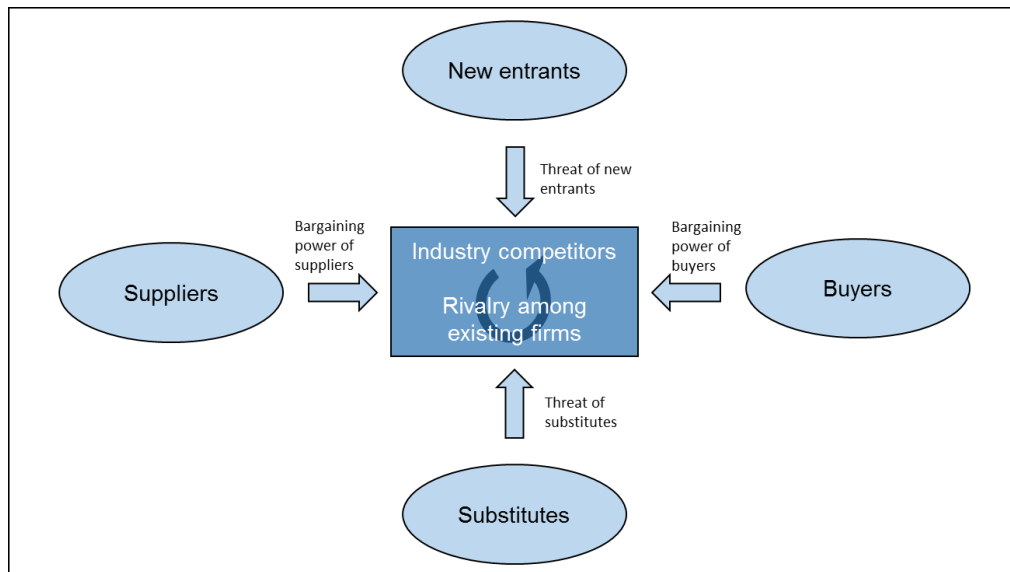 New entrants
Threat of new
entrants
Bargaining
power of
suppliers
Suppliers
Industry competitors
Rivalry among
existing firms
Bargaining
power of
buyers
Buyers
Threat of
substitutes
Substitutes